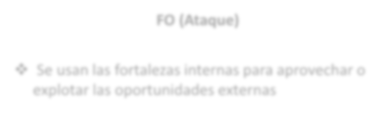 FO (Ataque)
❖ Se usan las fortalezas internas para aprovechar o
explotar las oportunidades externas